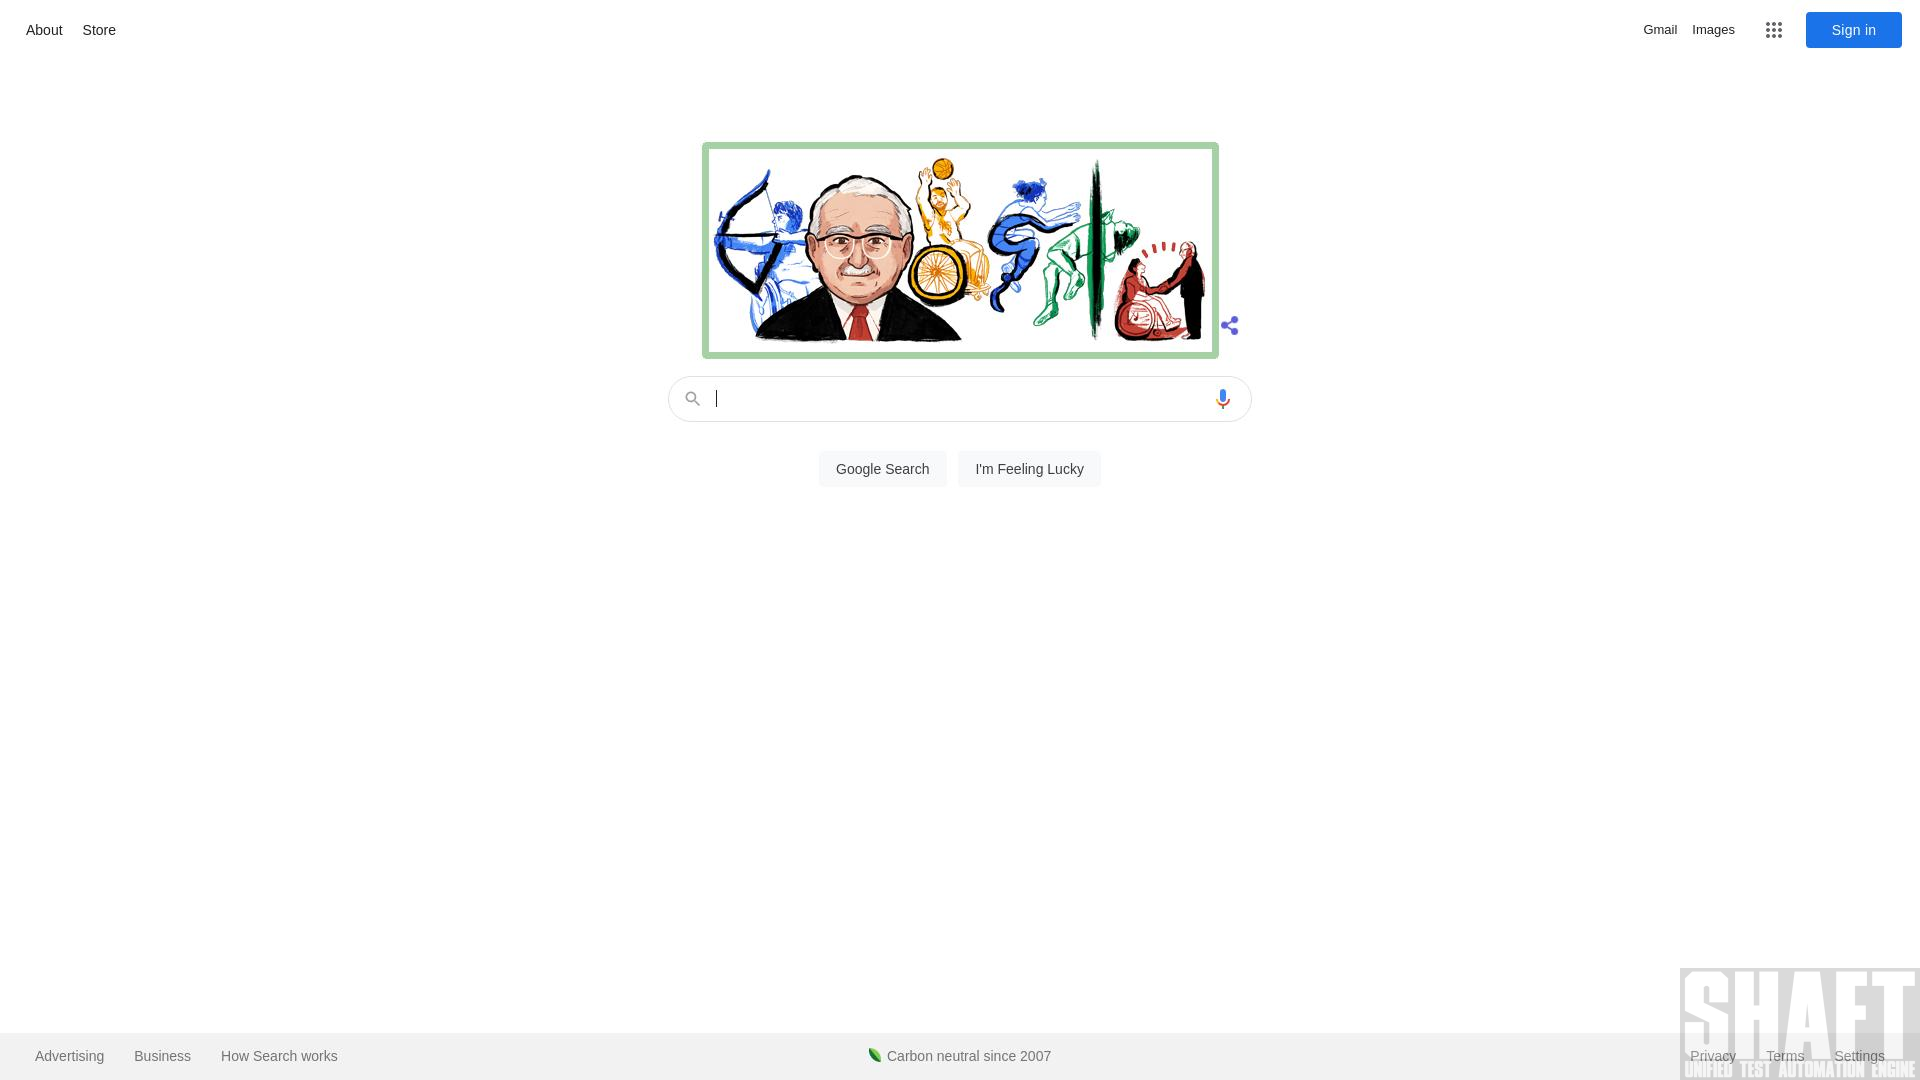 About Store
Gmail Images Sign in
Google Search I'm Feeling Lucky
Advertising Business How Search works
Carbon neutral since 2007
Privacy Terms Settings
SHAFT
UNIFIED TEST AUTOMATION ENGINE